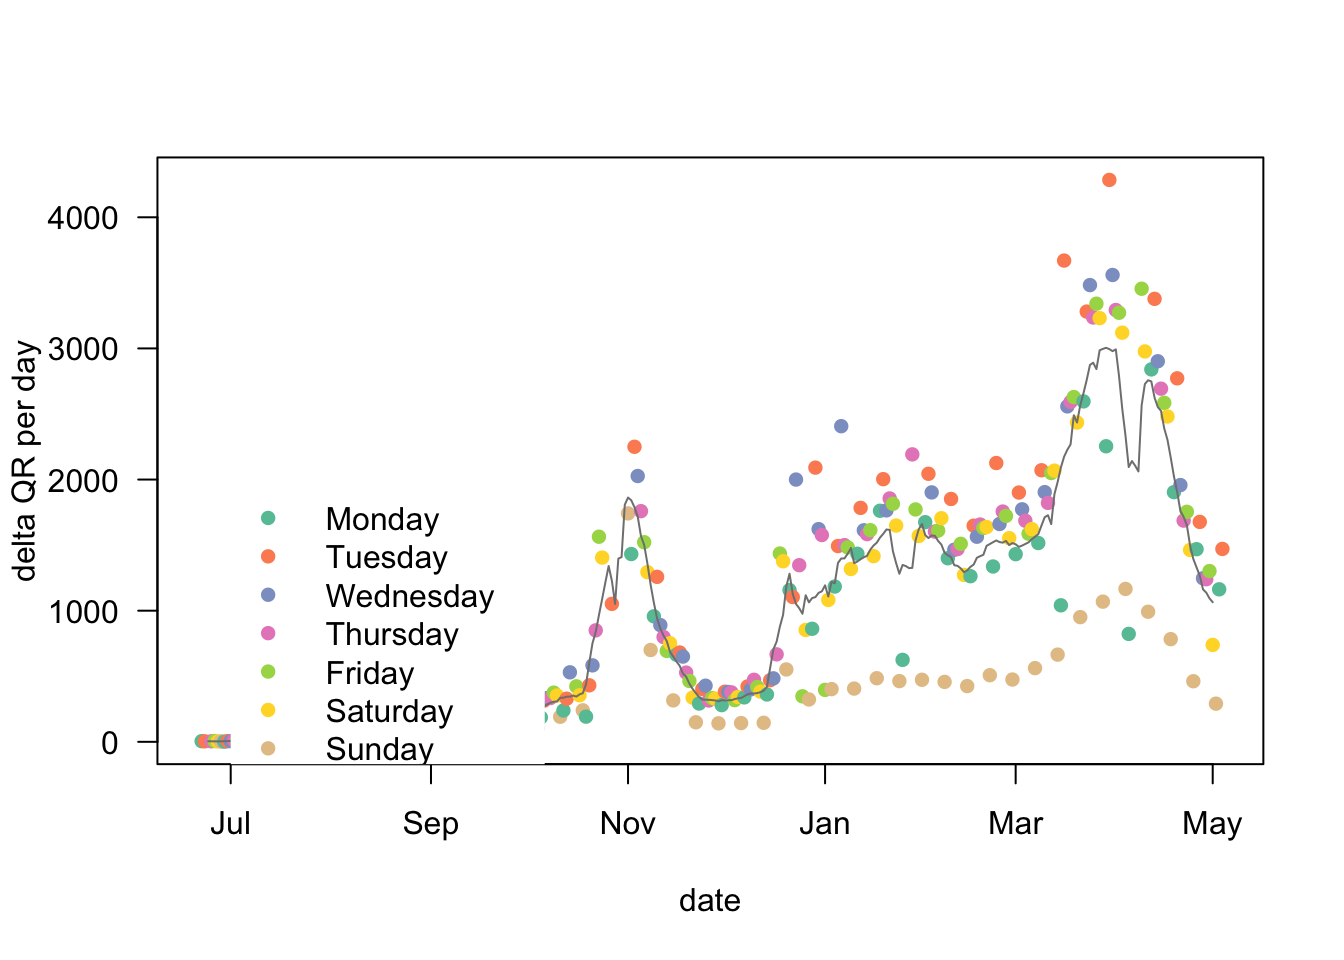 4000
3000
2000
1000
0
delta QR per day
Monday
Tuesday
Wednesday
Thursday
Friday
Saturday
Sunday
Jul Sep Nov Jan Mar May
date